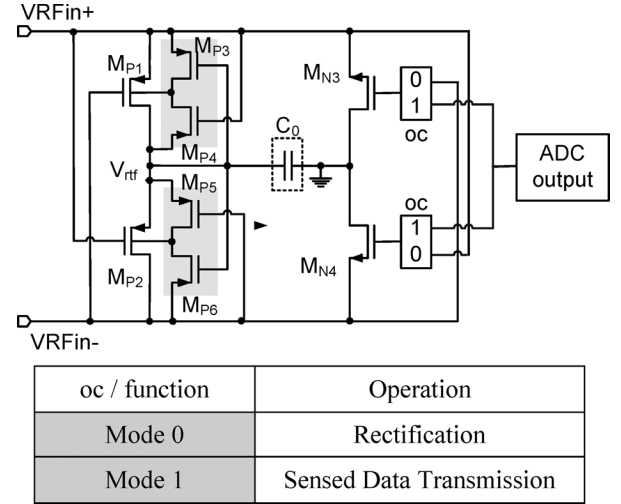 VRFin+
MP1
MP3
MN3
0
1
oc
MP4
C0
ADC
output
Vrtf
MP5
oc
1
0
MP2
MN4
MP6
VRFin-
oc / function Operation
Mode 0 Rectification
Mode 1 Sensed Data Transmission